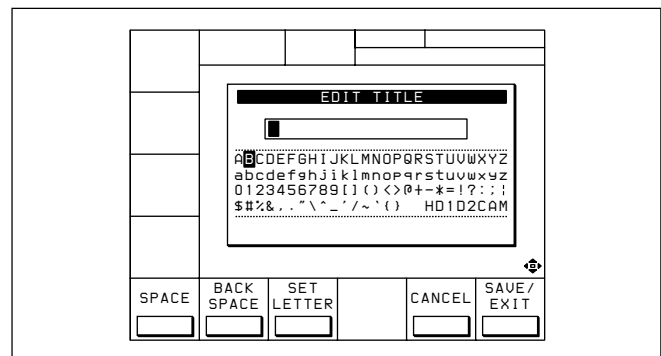 EDIT TITLE
ABCDEFGHIJKLMNOPQRSTUVWXYZ
abcdefghijklmnopqrstuvwxyz
0123456789[]()<>@+-*=!?:;¦
$#%&,."\^_'/~`{} HD1D2CAM
SPACE
BACK SPACE
SET LETTER
CANCEL
SAVE/ EXIT